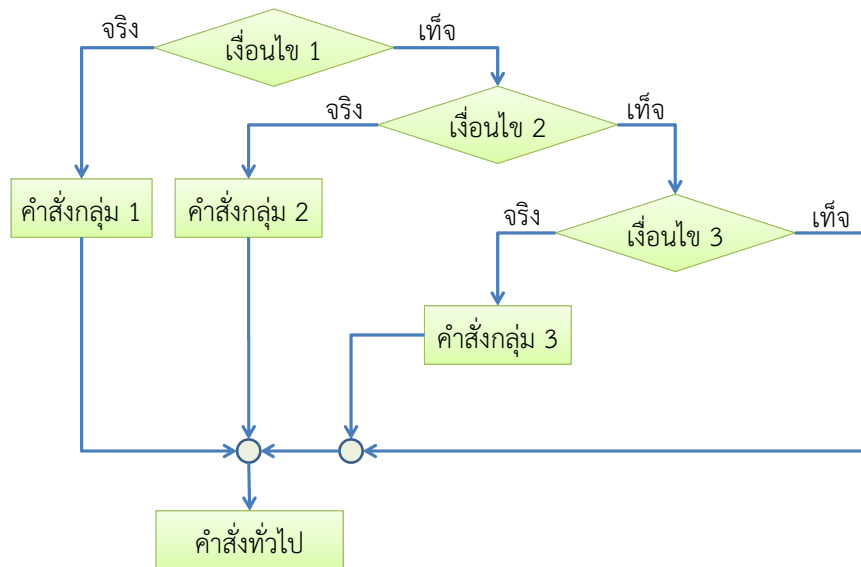 จริง
เงื่อนไข 1
เท็จ
จริง
เงื่อนไข 2
เท็จ
คำสั่งกลุ่ม 1
คำสั่งกลุ่ม 2
จริง
เงื่อนไข 3
เท็จ
คำสั่งกลุ่ม 3
คำสั่งทั่วไป